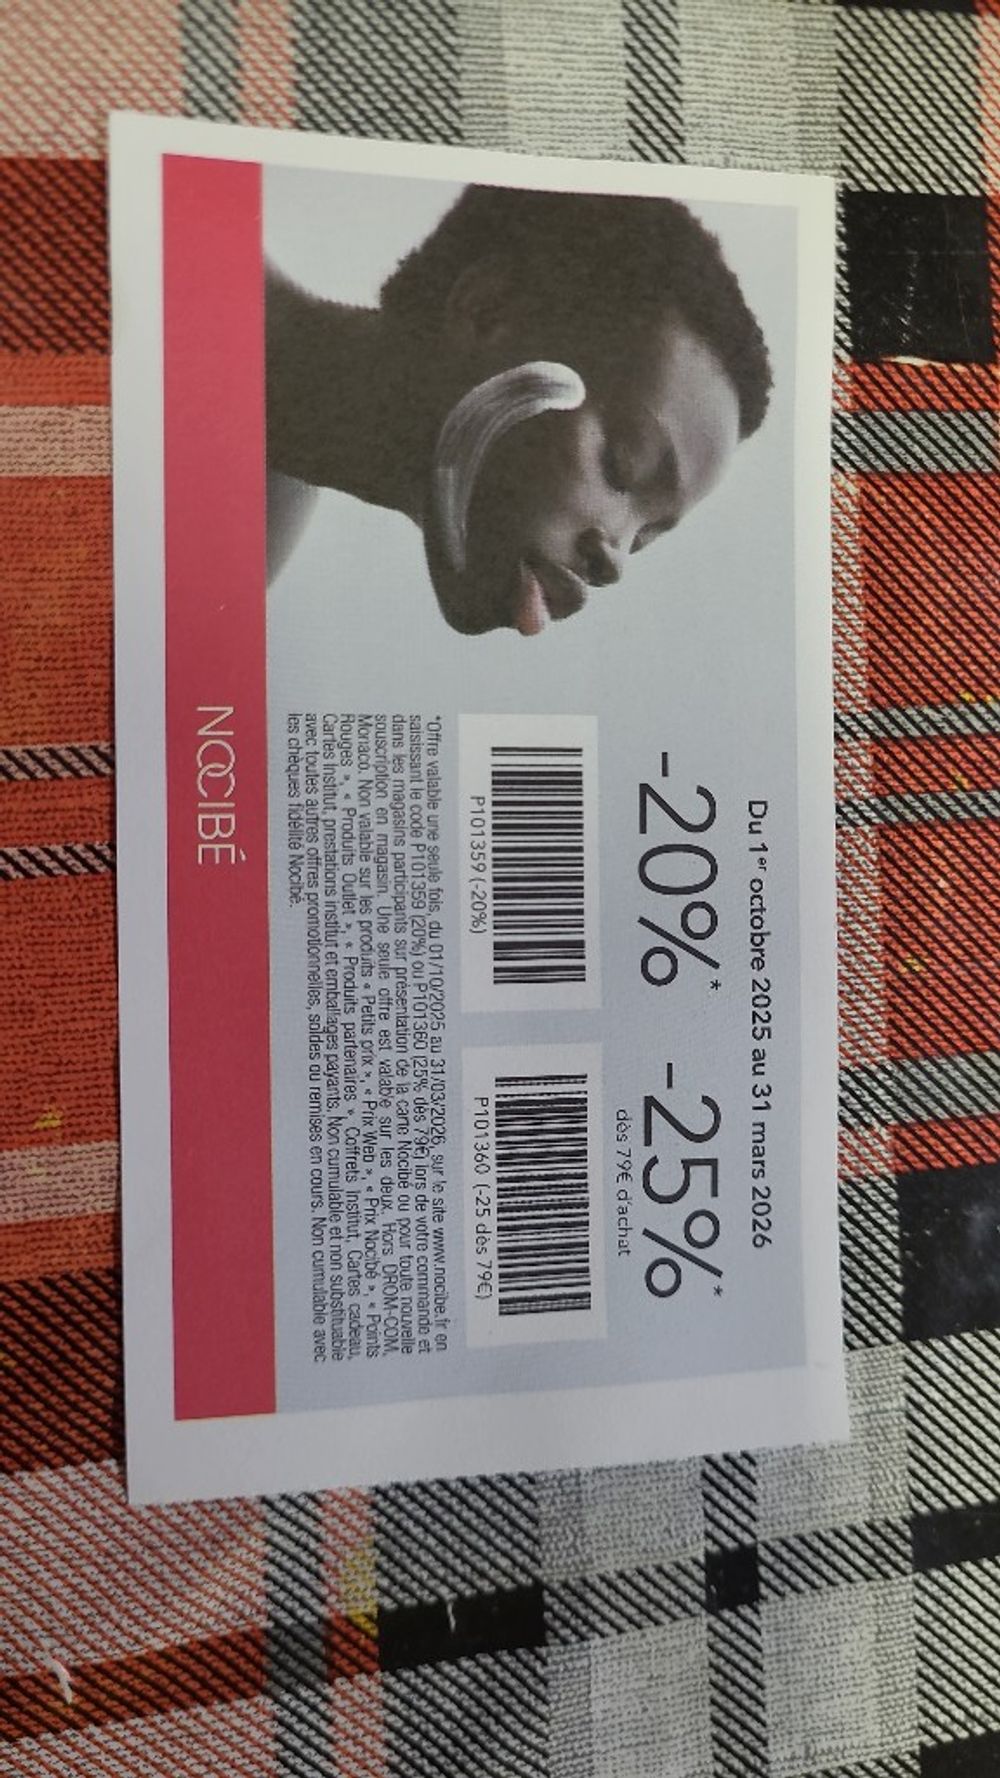 Du 1er octobre 2025 au 31 mars 2026
-20%* -25%*
dès 79€ d'achat
P101359 (-20%)
P101360 (-25 dès 79€)
*Offre valable une seule fois, du 01/10/2025 au 31/03/2026, sur le site www.nocibe.fr en
saisissant le code P101359 (20%) ou P101360 (25% dès 79€) lors de votre commande et
dans les magasins participants sur présentation de la carte Nocibé ou pour toute nouvelle
souscription en magasin. Une seule offre est valable sur les deux. Hors DROM-COM,
Monaco. Non valable sur les produits « Petits prix », « Prix Web », « Prix Nocibé », « Points
Rouges », « Produits Outlet », « Produits partenaires », Coffrets Institut, Cartes cadeau,
Cartes Institut, prestations institut et emballages payants. Non cumulable et non substituable
avec toutes autres offres promotionnelles, soldes ou remises en cours. Non cumulable avec
les chèques fidélité Nocibé.
NOCIBÉ